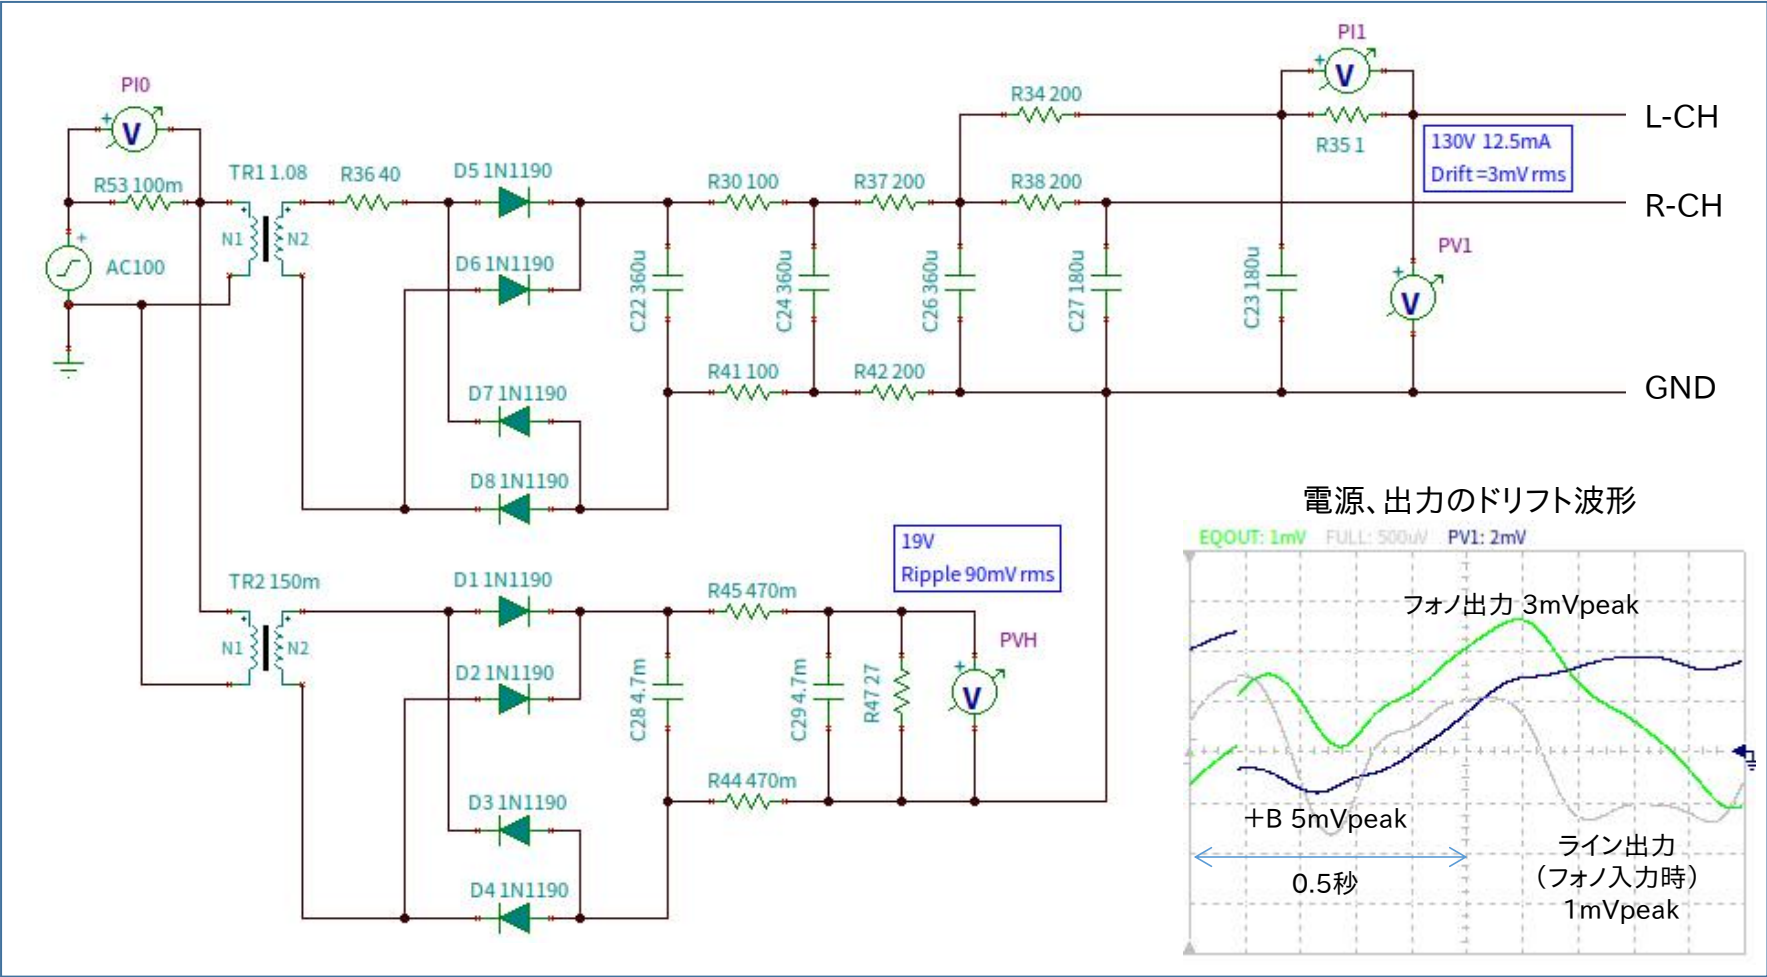 PI1
PI0
R34 200
L-CH
R35 1
130V 12.5mA
Drift =3mV rms
R53 100m
TR1 1.08
R36 40
D5 1N1190
R30 100
R37 200
R38 200
R-CH
N1
N2
AC100
D6 1N1190
C22 360u
C24 360u
C26 360u
C27 180u
C23 180u
PV1
D7 1N1190
R41 100
R42 200
GND
D8 1N1190
電源、出力のドリフト波形
EQOUT: 1mV FULL: 500uV PV1: 2mV
19V
Ripple 90mV rms
TR2 150m
D1 1N1190
R45 470m
フォノ出力 3mVpeak
N1
N2
D2 1N1190
C28 4.7m
C29 4.7m
R47 27
PVH
D3 1N1190
R44 470m
+B 5mVpeak
D4 1N1190
0.5秒
ライン出力
(フォノ入力時)
1mVpeak
V
V
V
V